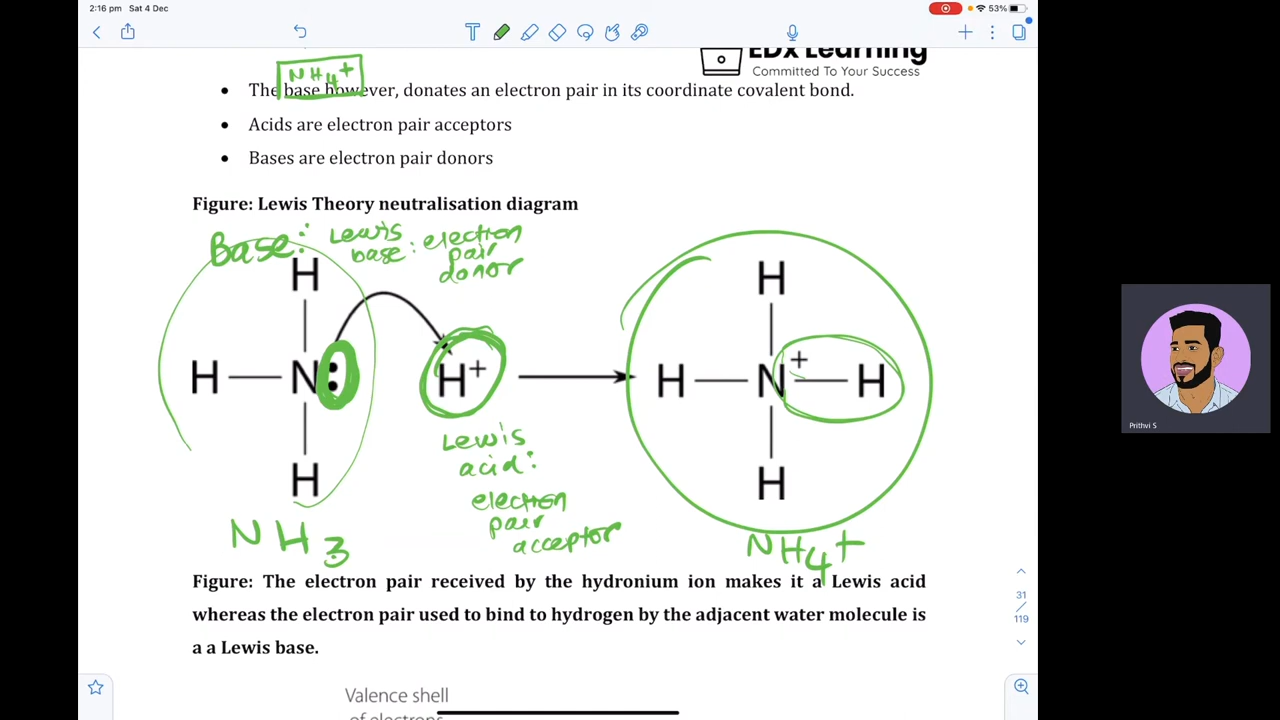 2:16 pm Sat 4 Dec
53%
EDx Learning
Committed To Your Success
NH4+
• The base however, donates an electron pair in its coordinate covalent bond.
• Acids are electron pair acceptors
• Bases are electron pair donors
Figure: Lewis Theory neutralisation diagram
Base: Lewis base: electron pair donor
H
H N: H+
H
NH3
Lewis
acid:
electron
pair
acceptor
H
H N+ H
H
NH4+
Figure: The electron pair received by the hydronium ion makes it a Lewis acid
whereas the electron pair used to bind to hydrogen by the adjacent water molecule is
a a Lewis base.
Valence shell
of electrons
31
/
119
Prithvi S